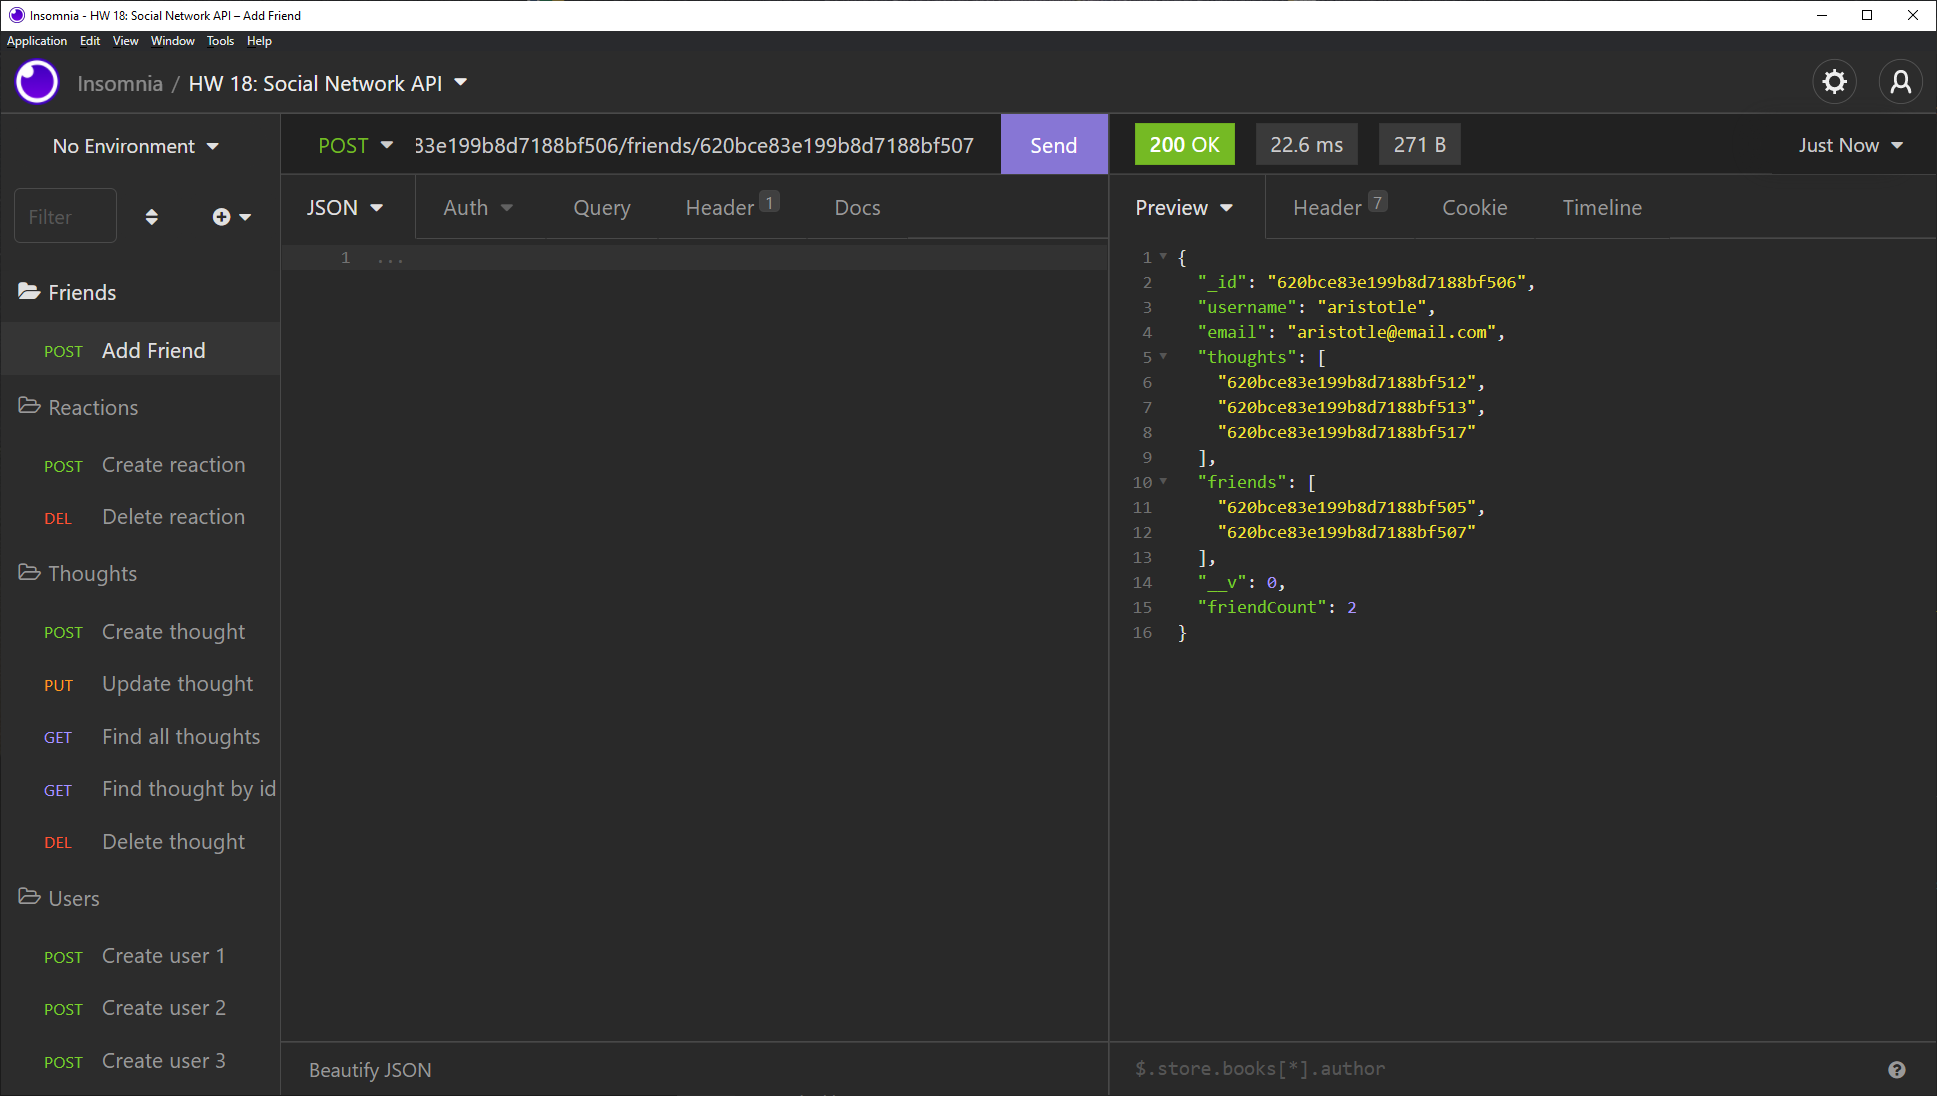 Insomnia - HW 18: Social Network API – Add Friend
Application Edit View Window Tools Help
Insomnia / HW 18: Social Network API
No Environment
Filter
Friends
POST Add Friend
Reactions
POST Create reaction
DEL Delete reaction
Thoughts
POST Create thought
PUT Update thought
GET Find all thoughts
GET Find thought by id
DEL Delete thought
Users
POST Create user 1
POST Create user 2
POST Create user 3
POST 83e199b8d7188bf506/friends/620bce83e199b8d7188bf507 Send
JSON Auth Query Header 1 Docs
1 ...
Beautify JSON
200 OK 22.6 ms 271 B Just Now
Preview Header 7 Cookie Timeline
1 {
2 "_id": "620bce83e199b8d7188bf506",
3 "username": "aristotle",
4 "email": "aristotle@email.com",
5 "thoughts": [
6 "620bce83e199b8d7188bf512",
7 "620bce83e199b8d7188bf513",
8 "620bce83e199b8d7188bf517"
9 ],
10 "friends": [
11 "620bce83e199b8d7188bf505",
12 "620bce83e199b8d7188bf507"
13 ],
14 "__v": 0,
15 "friendCount": 2
16 }
$.store.books[*].author